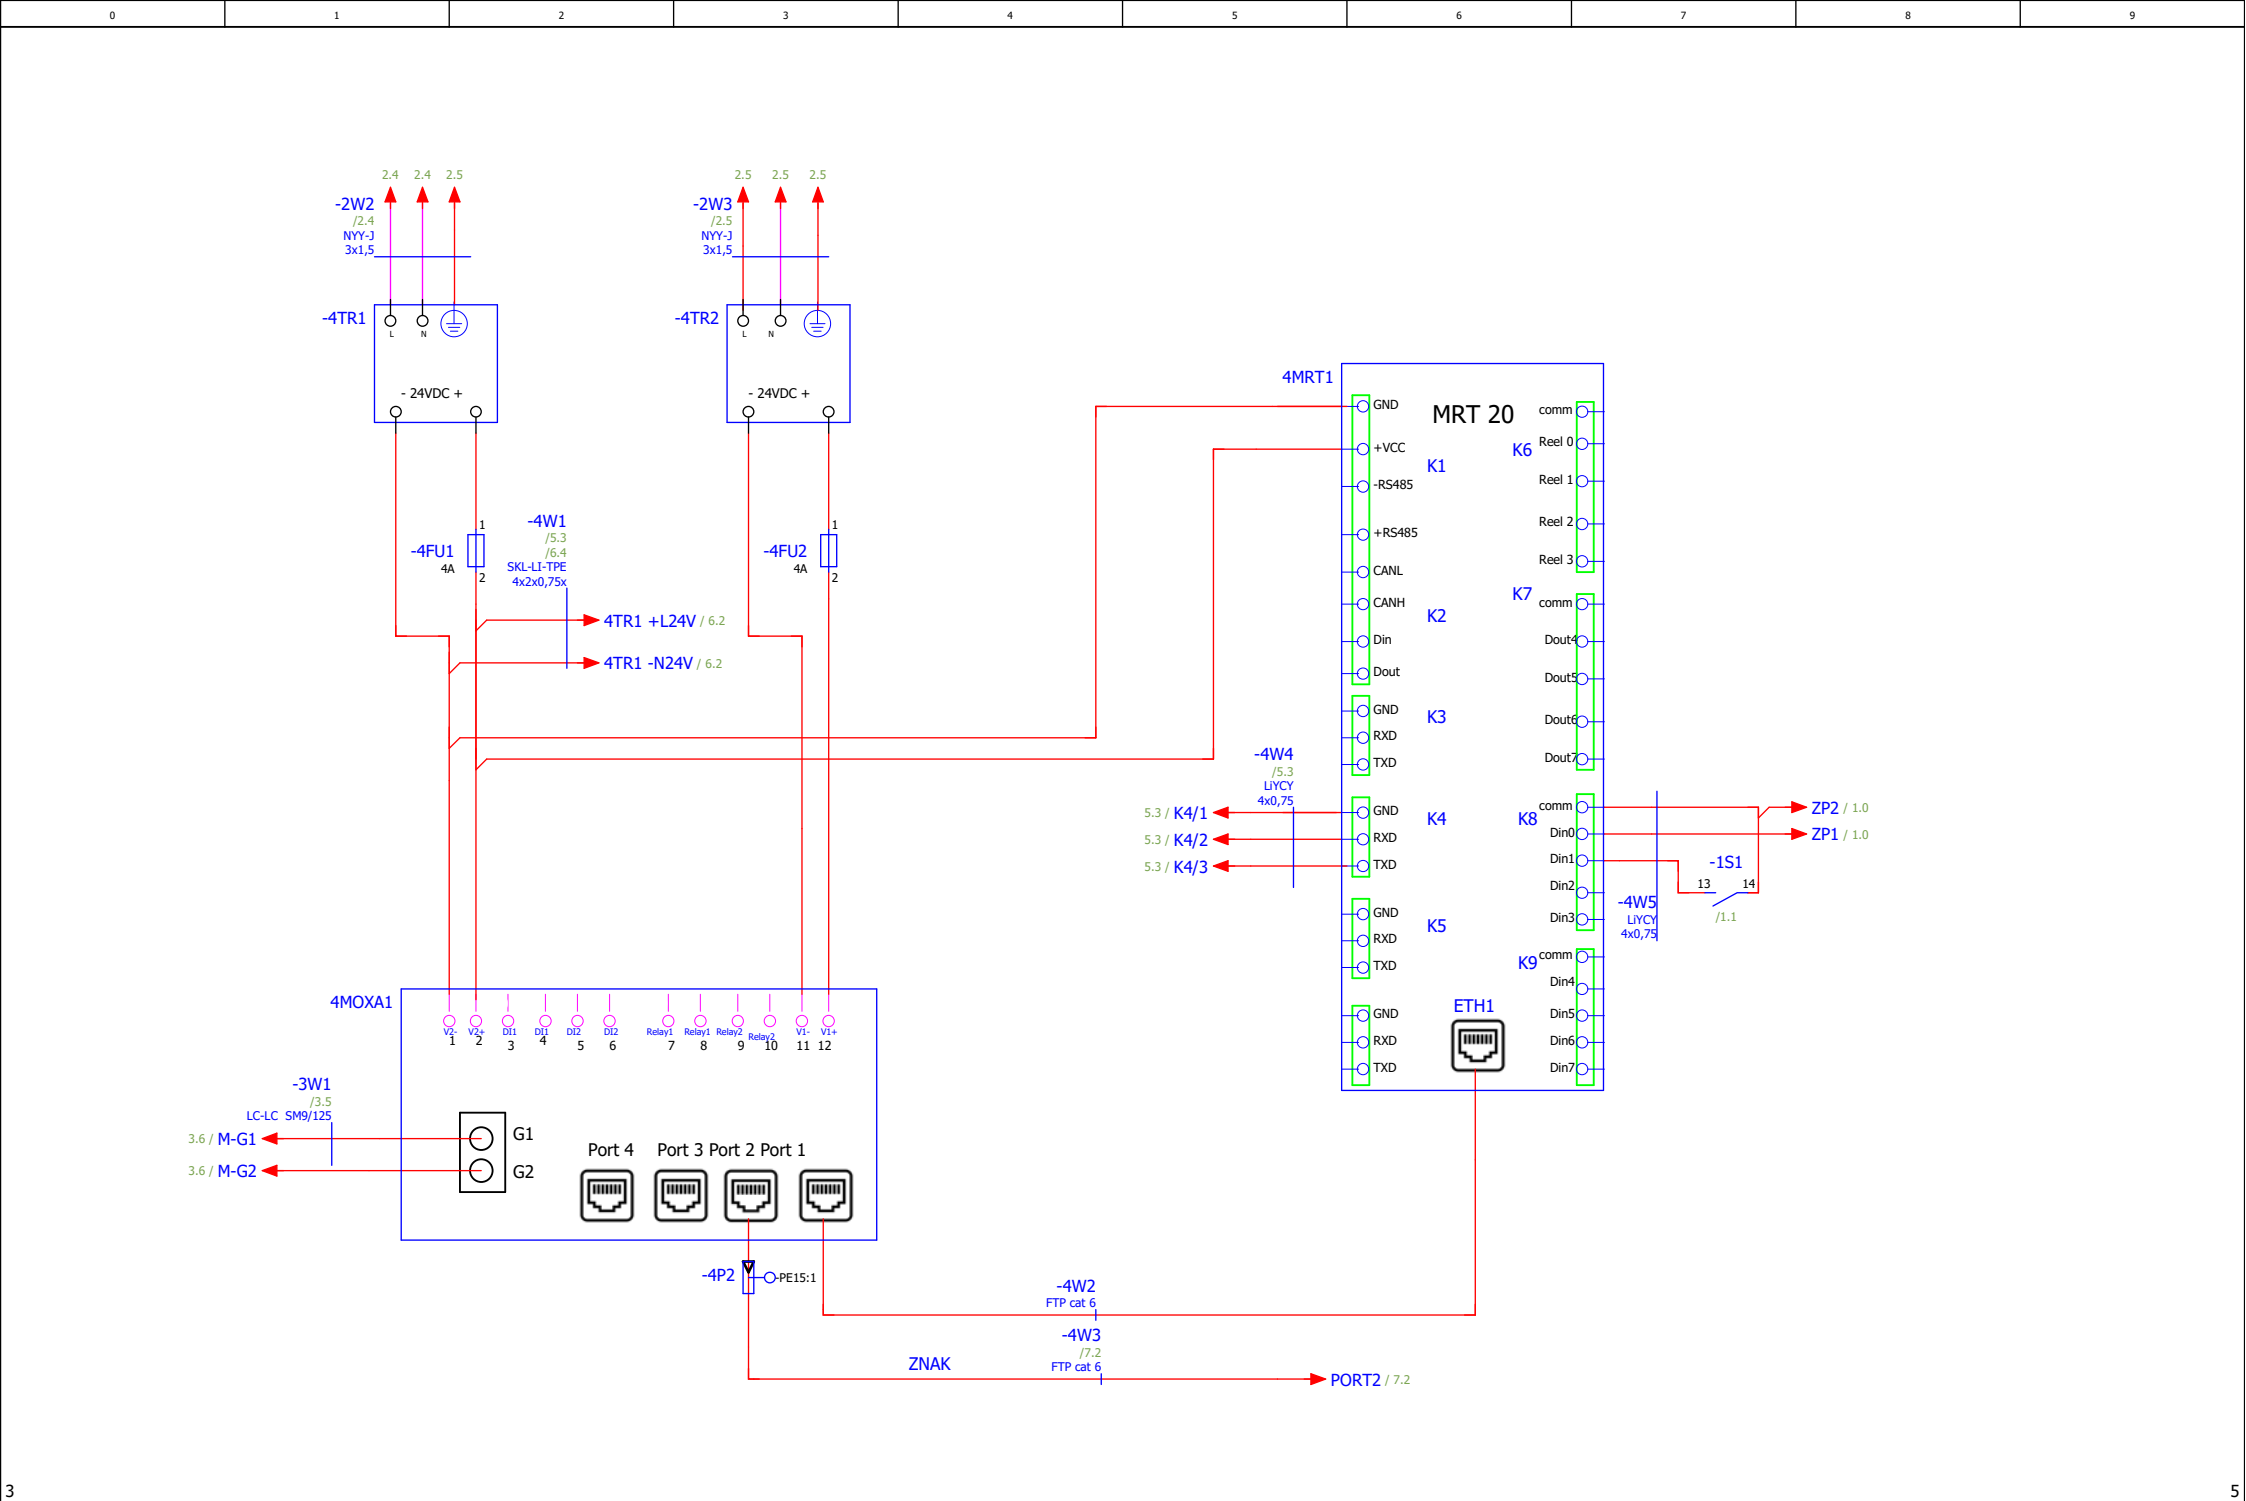 0 1 2 3 4 5 6 7 8 9
2.4 2.4 2.5
-2W2
/2.4
NYY-J
3x1,5
2.5 2.5 2.5
-2W3
/2.5
NYY-J
3x1,5
-4TR1
L N
- 24VDC +
-4TR2
L N
- 24VDC +
-4FU1
4A
1
2
-4W1
/5.3
/6.4
SKL-LI-TPE
4x2x0,75x
-4FU2
4A
1
2
4TR1 +L24V / 6.2
4TR1 -N24V / 6.2
4MRT1
MRT 20
GND
+VCC
-RS485
+RS485
CANL
CANH
Din
Dout
K1
K2
GND
RXD
TXD
K3
GND
RXD
TXD
K4
GND
RXD
TXD
K5
GND
RXD
TXD
comm
Reel 0
Reel 1
Reel 2
Reel 3
K6
K7
comm
Dout4
Dout5
Dout6
Dout7
K8
comm
Din0
Din1
Din2
Din3
K9
comm
Din4
Din5
Din6
Din7
ETH1
-4W4
/5.3
LiYCY
4x0,75
5.3 / K4/1
5.3 / K4/2
5.3 / K4/3
ZP2 / 1.0
ZP1 / 1.0
-1S1
13 14
/1.1
-4W5
LiYCY
4x0,75
4MOXA1
V2- V2+ DI1 DI1 DI2 DI2 Relay1 Relay1 Relay2 Relay2 V1- V1+
1 2 3 4 5 6 7 8 9 10 11 12
-3W1
/3.5
LC-LC SM9/125
3.6 / M-G1
3.6 / M-G2
G1
G2
Port 4 Port 3 Port 2 Port 1
-4P2
-PE15:1
-4W2
FTP cat 6
-4W3
/7.2
FTP cat 6
ZNAK
PORT2 / 7.2
3
5